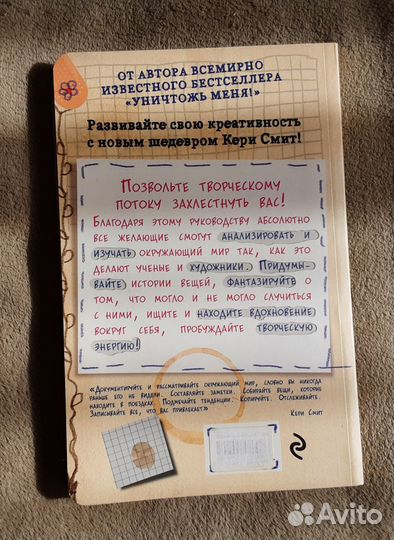 ОТ АВТОРА ВСЕМИРНО
ИЗВЕСТНОГО БЕСТСЕЛЛЕРА
«УНИЧТОЖЬ МЕНЯ!»
Развивайте свою креативность
с новым шедевром Кери Смит!
ПОЗВОЛЬТЕ ТВОРЧЕСКОМУ
ПОТОКУ ЗАХЛЕСТНУТЬ ВАС!
БЛАГОДАРЯ ЭТОМУ РУКОВОДСТВУ АБСОЛЮТНО
ВСЕ ЖЕЛАЮЩИЕ СМОГУТ АНАЛИЗИРОВАТЬ И
ИЗУЧАТЬ ОКРУЖАЮЩИЙ МИР ТАК, КАК ЭТО
ДЕЛАЮТ УЧЕНЫЕ И ХУДОЖНИКИ. ПРИДУМЫ-
ВАЙТЕ ИСТОРИИ ВЕЩЕЙ, ФАНТАЗИРУЙТЕ О
ТОМ, ЧТО МОГЛО И НЕ МОГЛО СЛУЧИТЬСЯ
С НИМИ, ИЩИТЕ И НАХОДИТЕ ВДОХНОВЕНИЕ
ВОКРУГ СЕБЯ, ПРОБУЖДАЙТЕ ТВОРЧЕСКУЮ
ЭНЕРГИЮ!
«ДОКУМЕНТИРУЙТЕ И РАССМАТРИВАЙТЕ ОКРУЖАЮЩИЙ МИР, СЛОВНО ВЫ НИКОГДА
РАНЬШЕ ЕГО НЕ ВИДЕЛИ. СОСТАВЛЯЙТЕ ЗАМЕТКИ. СОБИРАЙТЕ ВЕЩИ, КОТОРЫЕ
НАХОДИТЕ В ПОЕЗДКАХ. ПОДМЕЧАЙТЕ ТЕНДЕНЦИИ. КОПИРУЙТЕ. ОТСЛЕЖИВАЙТЕ.
ЗАПИСЫВАЙТЕ ВСЕ, ЧТО ВАС ПРИВЛЕКАЕТ»
КЕРИ СМИТ
Avito